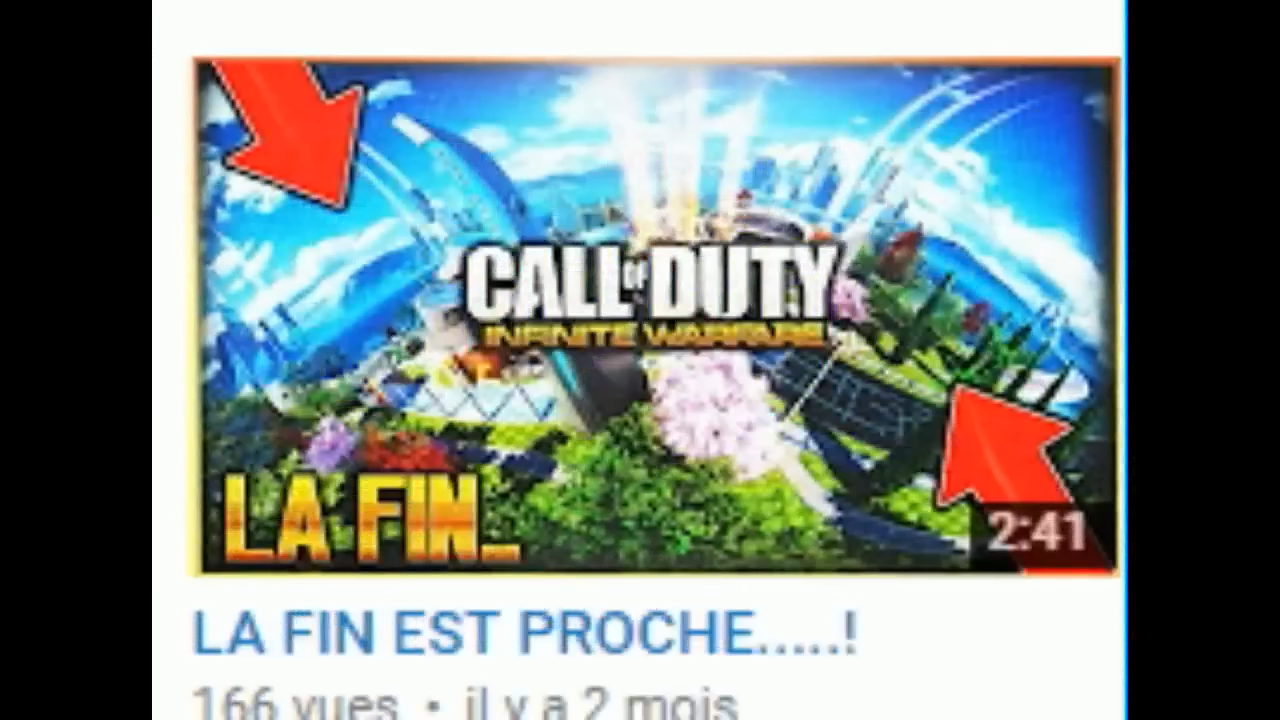 CALL OF DUTY
INFINITE WARFARE
LA FIN...
2:41
LA FIN EST PROCHE.....!
166 vues • il y a 2 mois